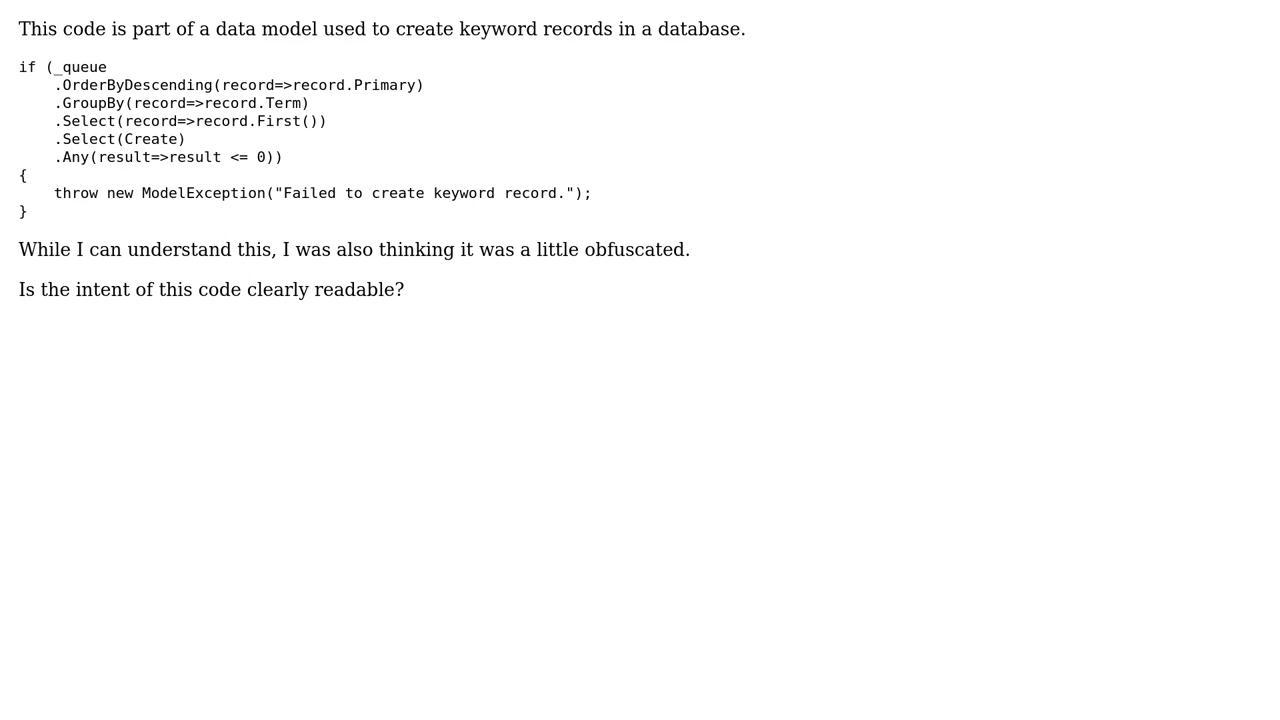 This code is part of a data model used to create keyword records in a database.
if (_queue
    .OrderByDescending(record=>record.Primary)
    .GroupBy(record=>record.Term)
    .Select(record=>record.First())
    .Select(Create)
    .Any(result=>result <= 0))
{
    throw new ModelException("Failed to create keyword record.");
}
While I can understand this, I was also thinking it was a little obfuscated.
Is the intent of this code clearly readable?